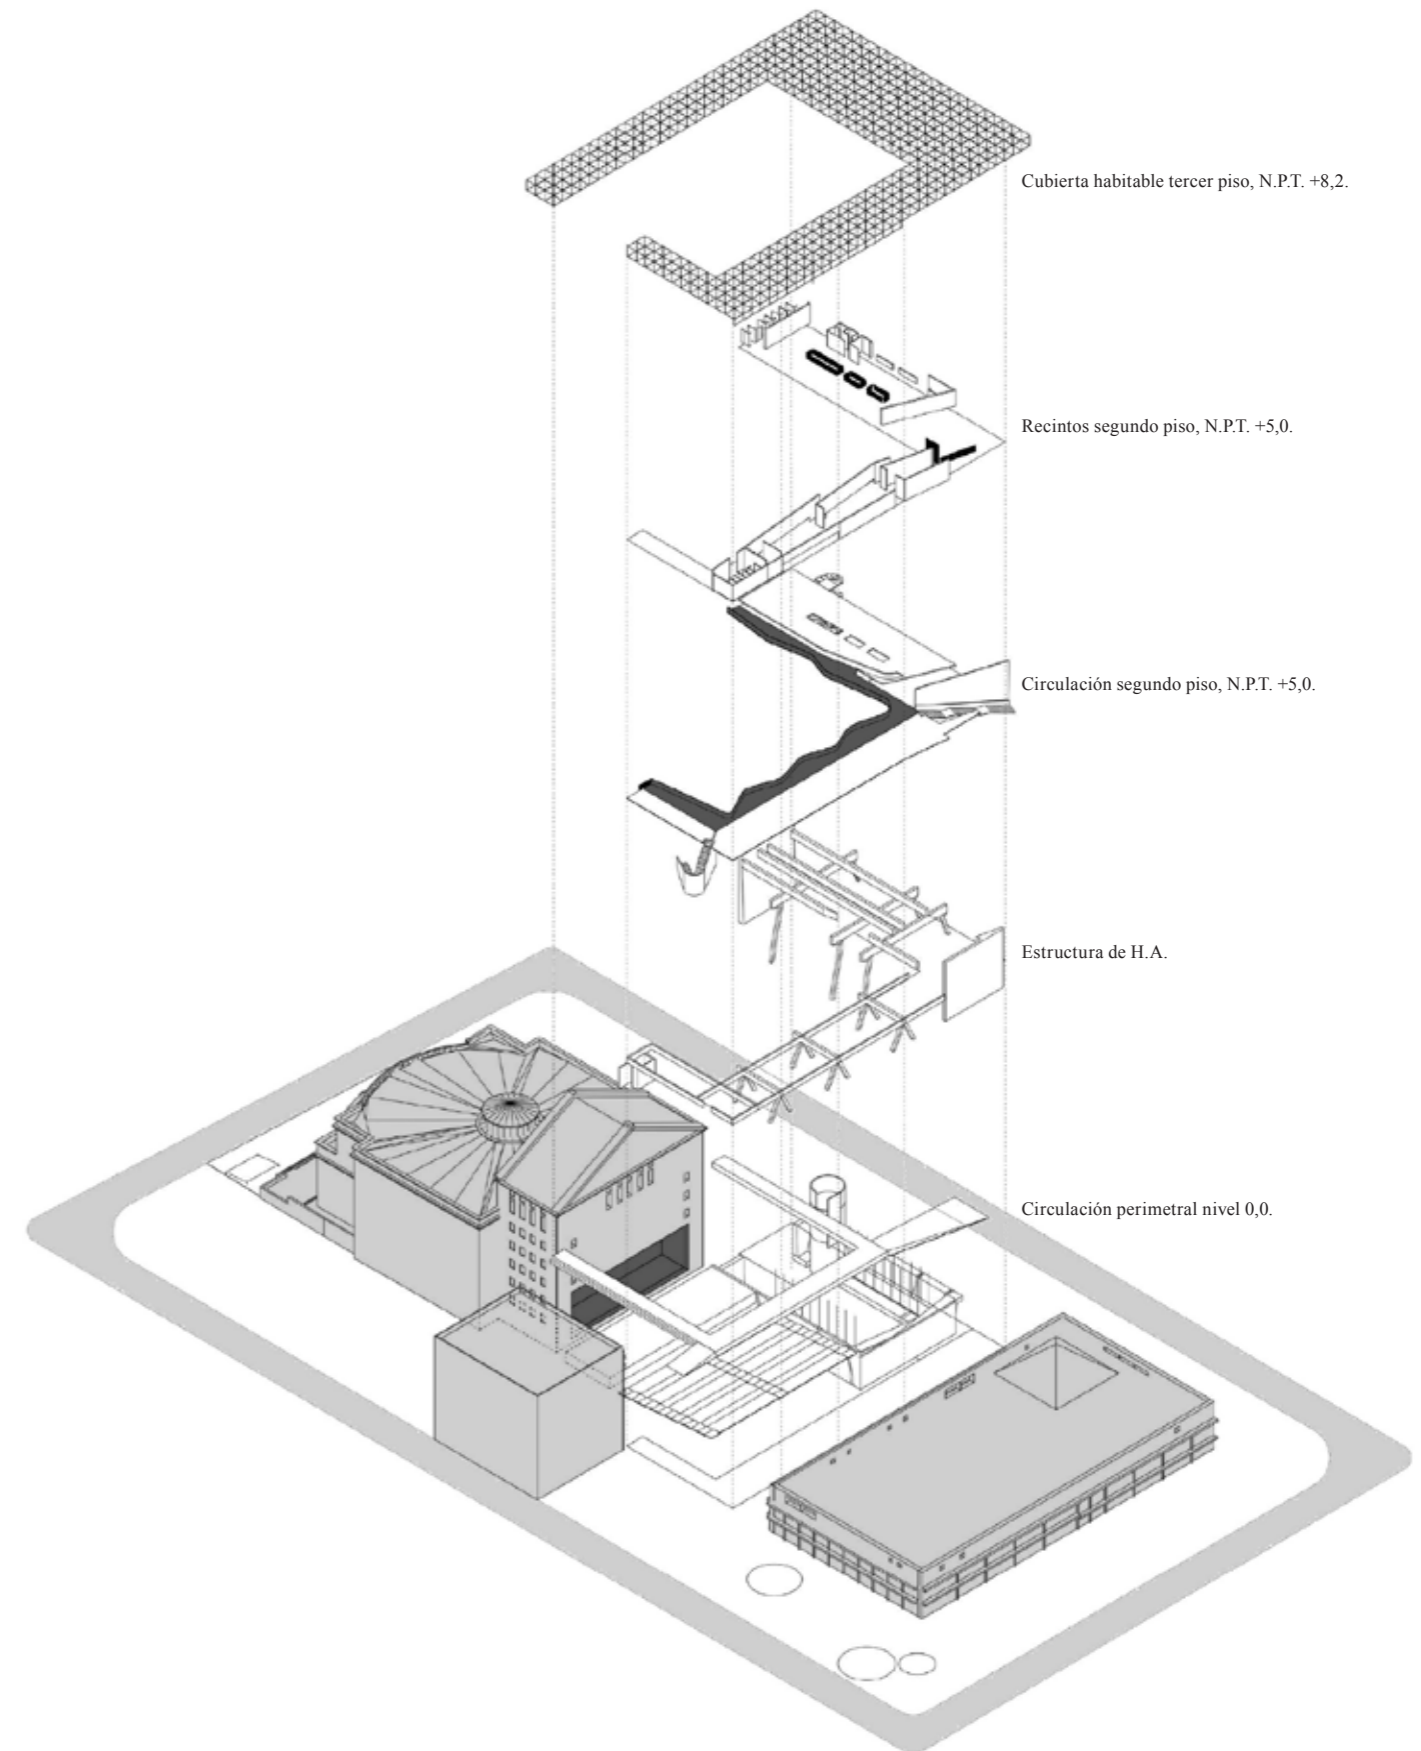 Cubierta habitable tercer piso, N.P.T. +8,2.
Recintos segundo piso, N.P.T. +5,0.
Circulación segundo piso, N.P.T. +5,0.
Estructura de H.A.
Circulación perimetral nivel 0,0.